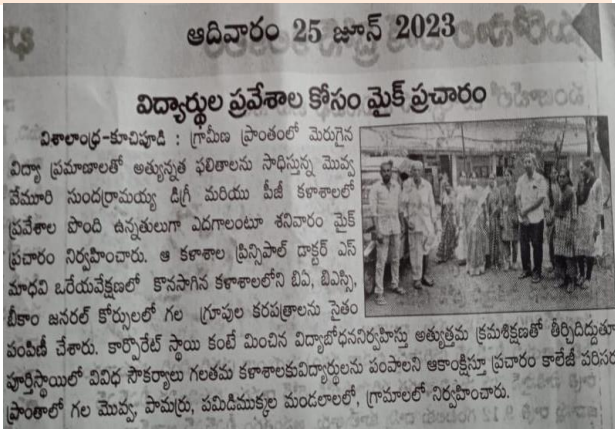 ఆదివారం 25 జూన్ 2023
విద్యార్థుల ప్రవేశాల కోసం మైక్ ప్రచారం
విశాలాంధ్ర-కూచిపూడి : గ్రామీణ ప్రాంతంలో మెరుగైన
విద్యా ప్రమాణాలతో అత్యున్నత ఫలితాలను సాధిస్తున్న మొవ్వ
వేమూరి సుందర్రామయ్య డిగ్రీ మరియు పీజీ కళాశాలలో
ప్రవేశాల పొంది ఉన్నతులుగా ఎదగాలంటూ శనివారం మైక్
ప్రచారం నిర్వహించారు. ఆ కళాశాల ప్రిన్సిపాల్ డాక్టర్ ఎస్
మాధవి ఒరేయవేక్షణలో కొనసాగిన కళాశాలలోని బిఏ, బిఎస్సి,
బీకాం జనరల్ కోర్సులలో గల గ్రూపుల కరపత్రాలను సైతం
పంపిణీ చేశారు. కార్పొరేట్ స్థాయి కంటే మించిన విద్యాబోధననిర్వహిస్తు అత్యుత్తమ క్రమశిక్షణతో తీర్చిదిద్దుతూ
పూర్తిస్థాయిలో వివిధ సౌకర్యాలు గలతమ కళాశాలకువిద్యార్థులను పంపాలని ఆకాంక్షిస్తూ ప్రచారం కాలేజీ పరిసర
ప్రాంతాలో గల మొవ్వ, పామర్రు, పమిడిముక్కల మండలాలలో, గ్రామాలలో నిర్వహించారు.